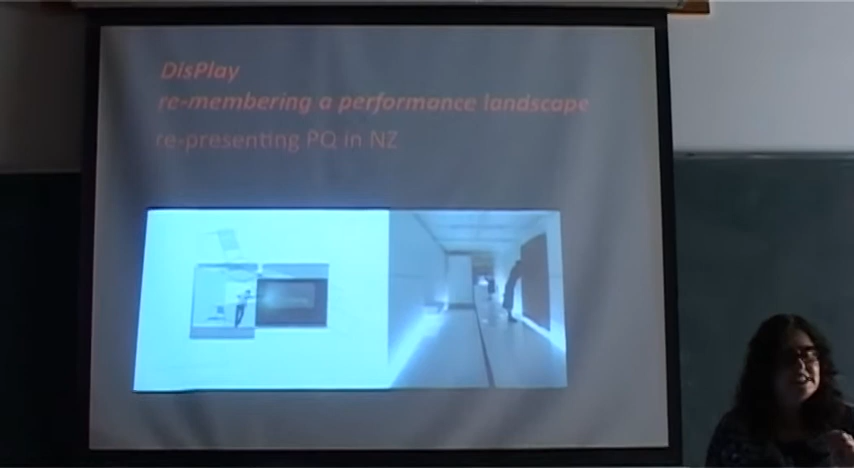 DisPlay
re-membering a performance landscape
re-presenting PQ in NZ